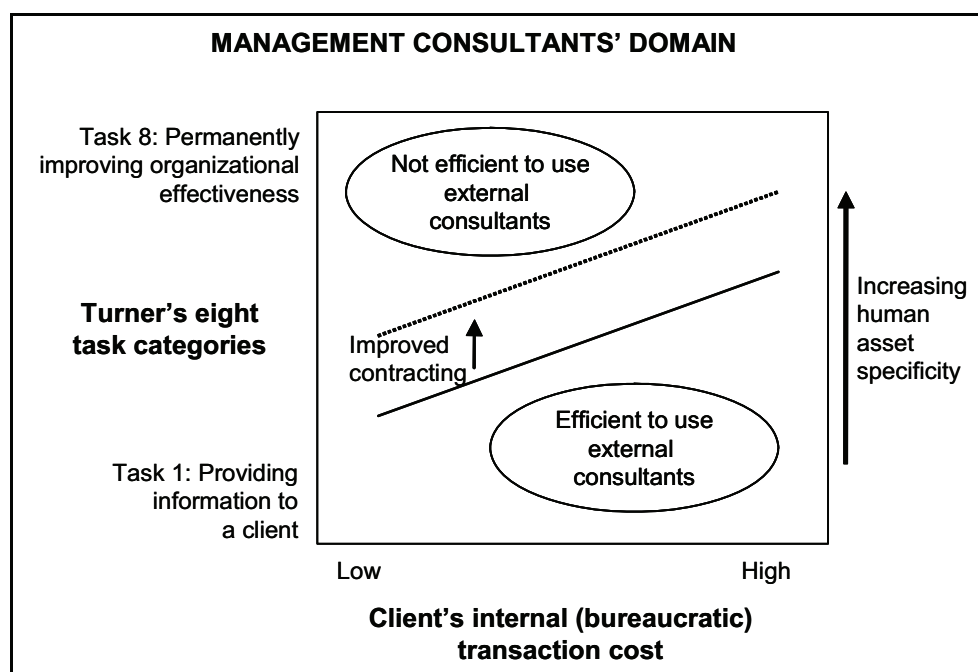 MANAGEMENT CONSULTANTS’ DOMAIN
Task 8: Permanently
improving organizational
effectiveness
Not efficient to use
external
consultants
Turner’s eight
task categories
Improved
contracting
Increasing
human
asset
specificity
Efficient to use
external
consultants
Task 1: Providing
information to
a client
Low
High
Client’s internal (bureaucratic)
transaction cost